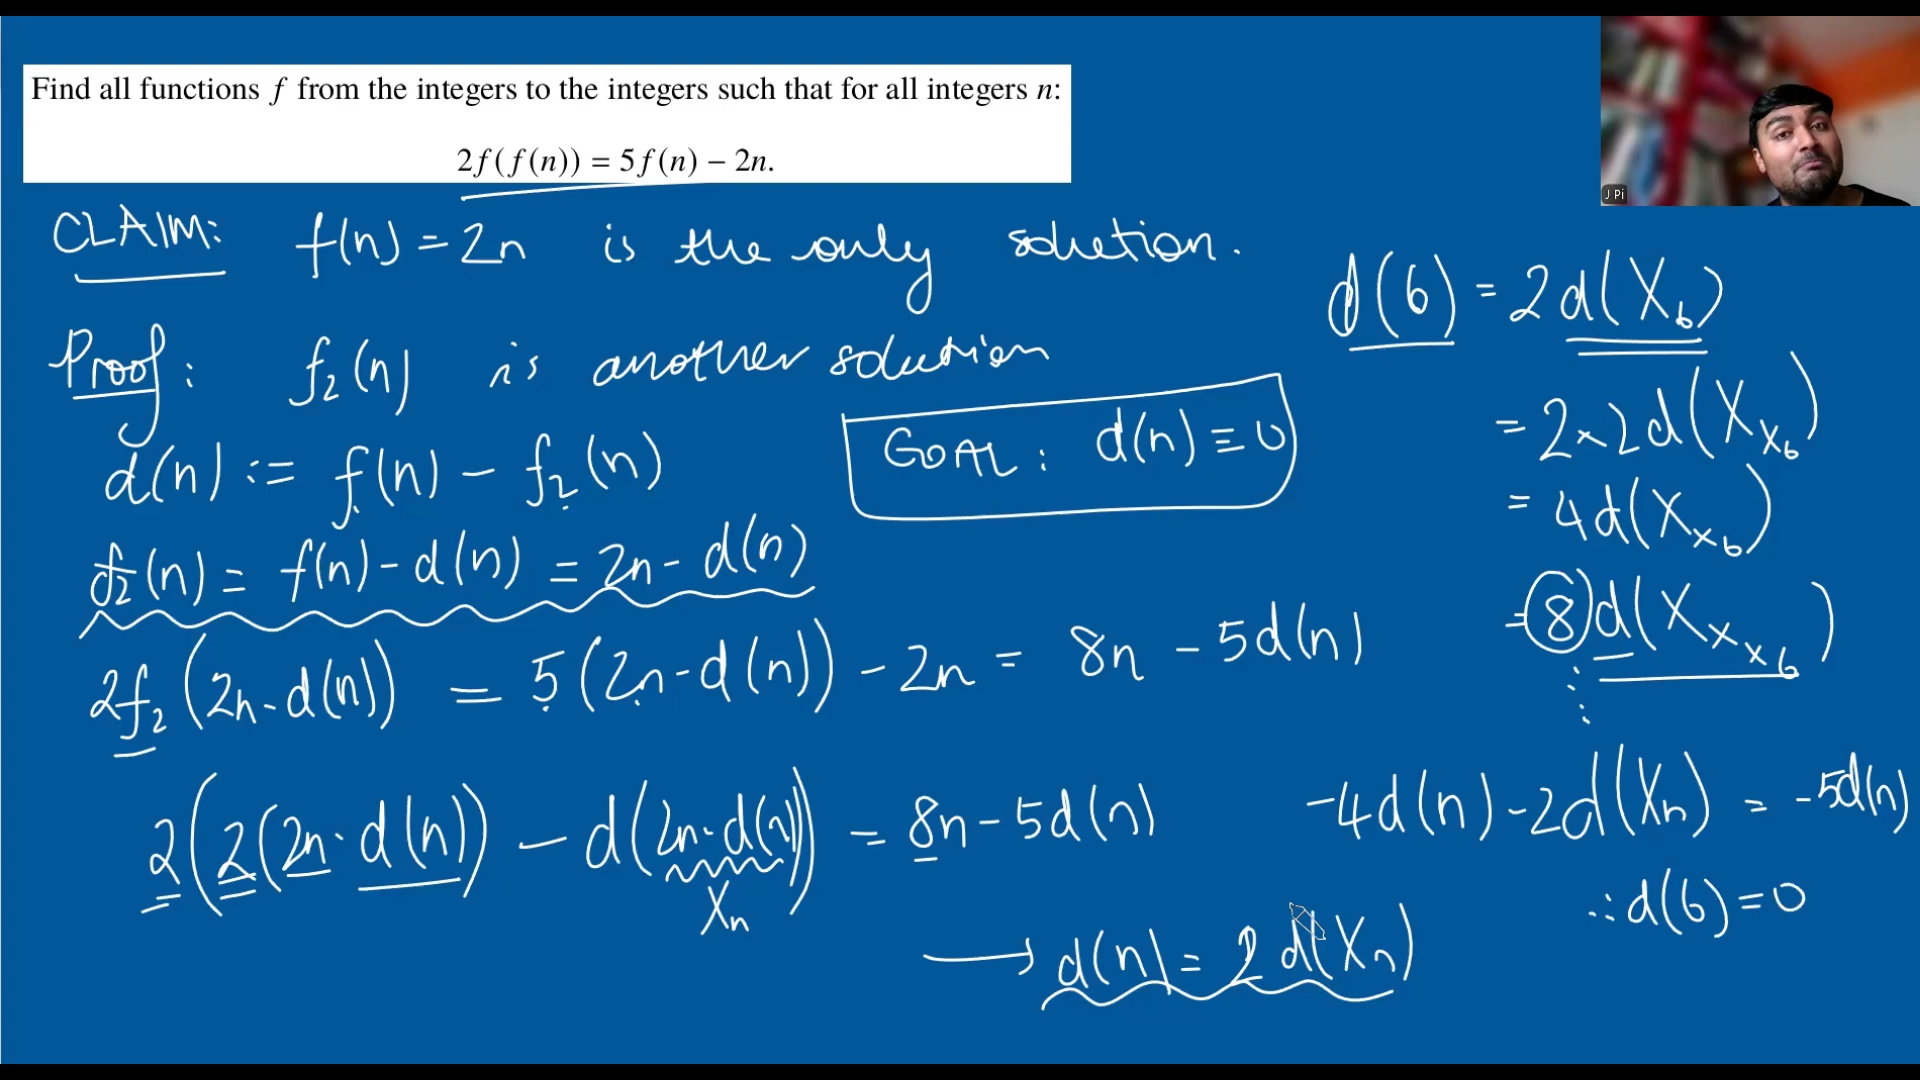 Find all functions f from the integers to the integers such that for all integers n:
2f(f(n)) = 5f(n) − 2n.
J Pi
CLAIM: f(n) = 2n is the only solution.
Proof: f₂(n) is another solution
d(n) := f(n) − f₂(n)
GOAL: d(n) ≡ 0
f₂(n) = f(n) − d(n) = 2n − d(n)
2f₂(2n − d(n)) = 5(2n − d(n)) − 2n = 8n − 5d(n)
2(2(2n − d(n)) − d(2n − d(n))) = 8n − 5d(n)
Xₙ
→ d(n) = 2d(Xₙ)
d(6) = 2d(X₆)
= 2×2d(X_{X₆})
= 4d(X_{X₆})
= 8d(X_{X_{X₆}})
⋮
−4d(n) − 2d(Xₙ) = −5d(n)
∴ d(6) = 0